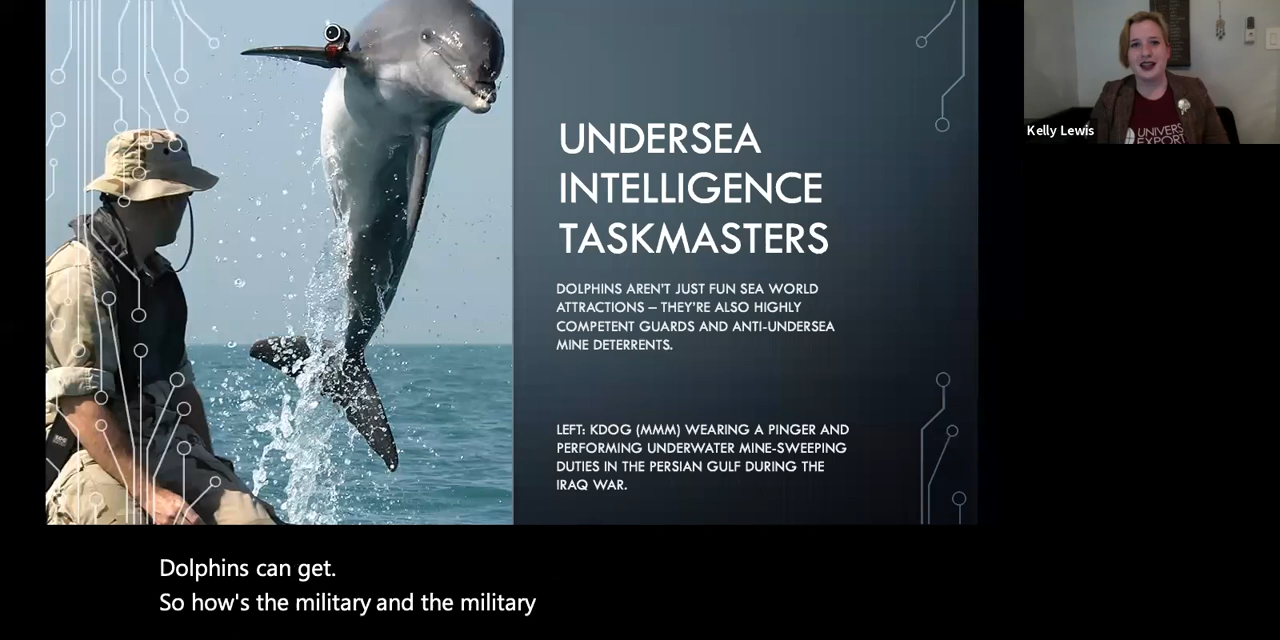 UNDERSEA
INTELLIGENCE
TASKMASTERS
DOLPHINS AREN'T JUST FUN SEA WORLD
ATTRACTIONS – THEY'RE ALSO HIGHLY
COMPETENT GUARDS AND ANTI-UNDERSEA
MINE DETERRENTS.
LEFT: KDOG (MMM) WEARING A PINGER AND
PERFORMING UNDERWATER MINE-SWEEPING
DUTIES IN THE PERSIAN GULF DURING THE
IRAQ WAR.
Kelly Lewis
UNIVERS
EXPORT
Dolphins can get.
So how's the military and the military